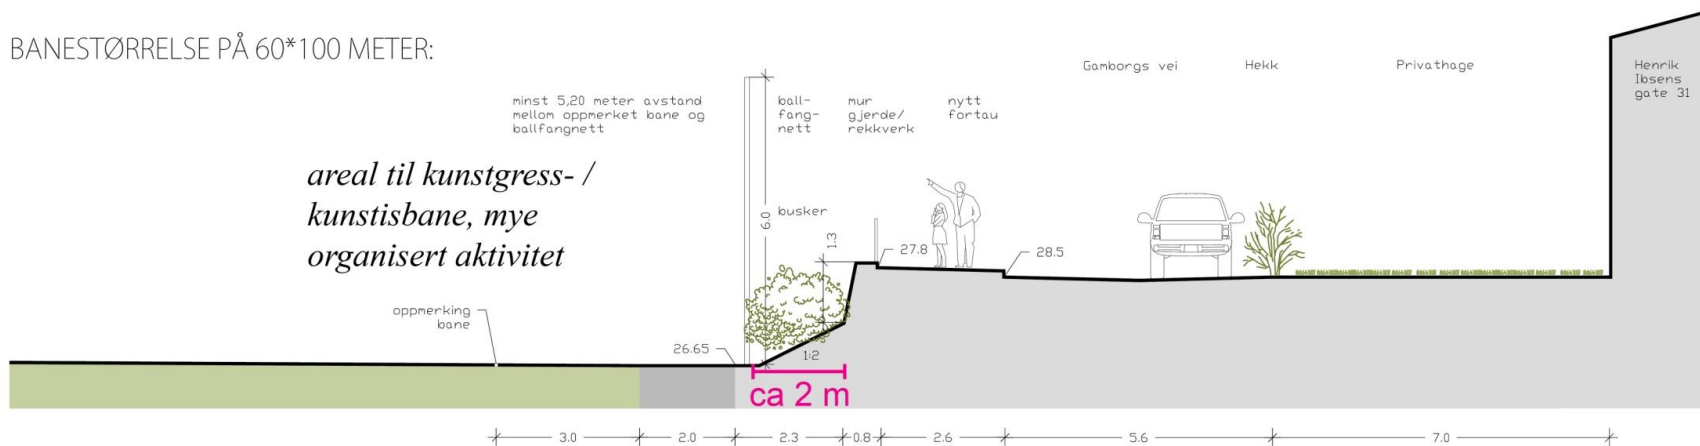 BANESTØRRELSE PÅ 60*100 METER:
minst 5,20 meter avstand
mellom oppmerket bane og
ballfangnett
ball-
fang-
nett
mur
gjerde/
rekkverk
nytt
fortau
Gamborgs vei
Hekk
Privathage
Henrik
Ibsens
gate 31
areal til kunstgress- /
kunstisbane, mye
organisert aktivitet
6.0
busker
1.3
27.8
28.5
oppmerking
bane
26.65
1:2
ca 2 m
3.0
2.0
2.3
0.8
2.6
5.6
7.0